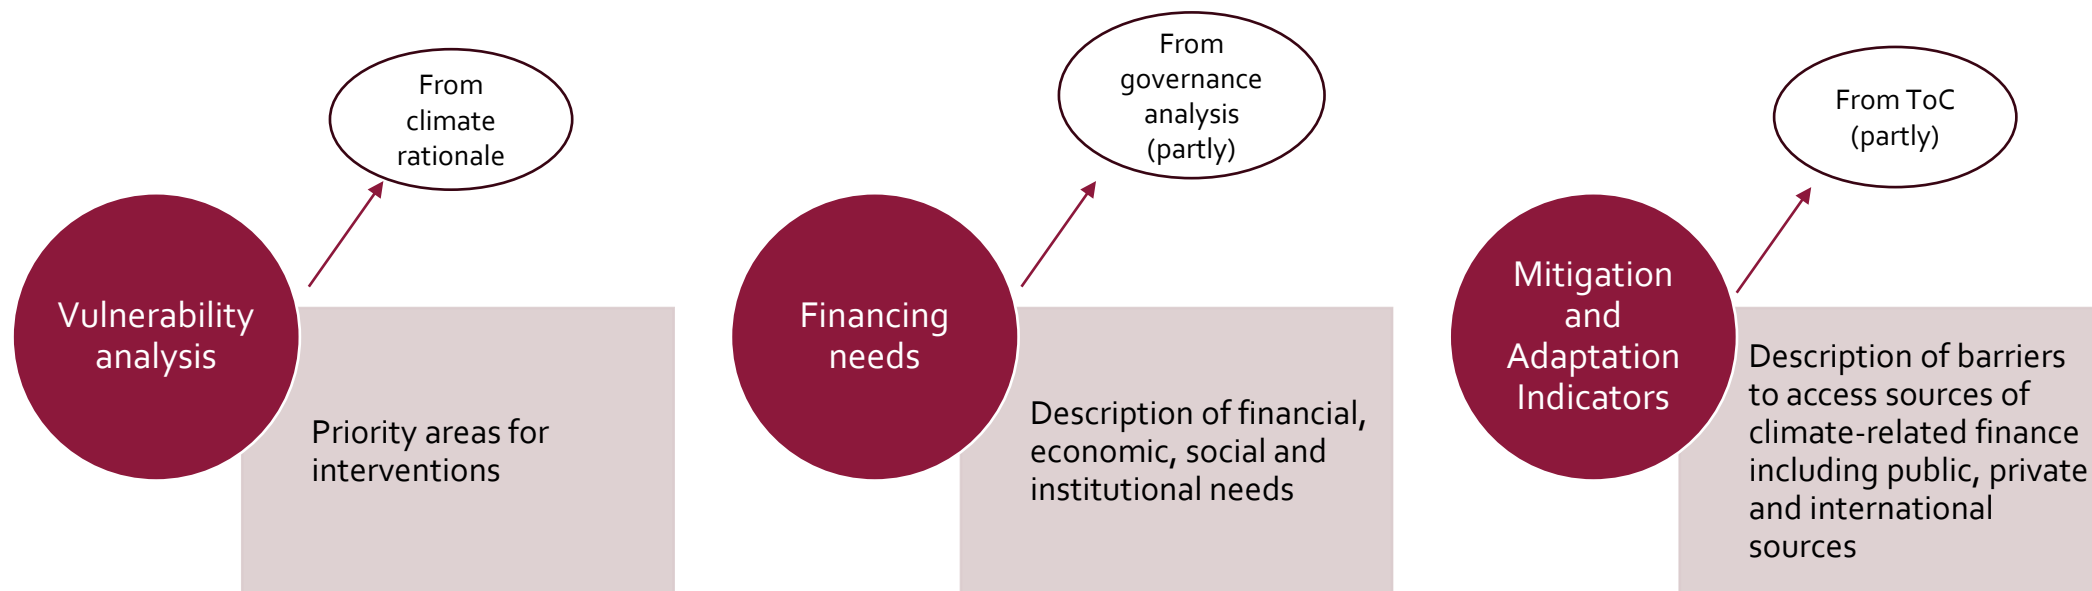 From
climate
rationale
Vulnerability
analysis
Priority areas for
interventions
From
governance
analysis
(partly)
Financing
needs
Description of financial,
economic, social and
institutional needs
From ToC
(partly)
Mitigation
and
Adaptation
Indicators
Description of barriers
to access sources of
climate-related finance
including public, private
and international
sources